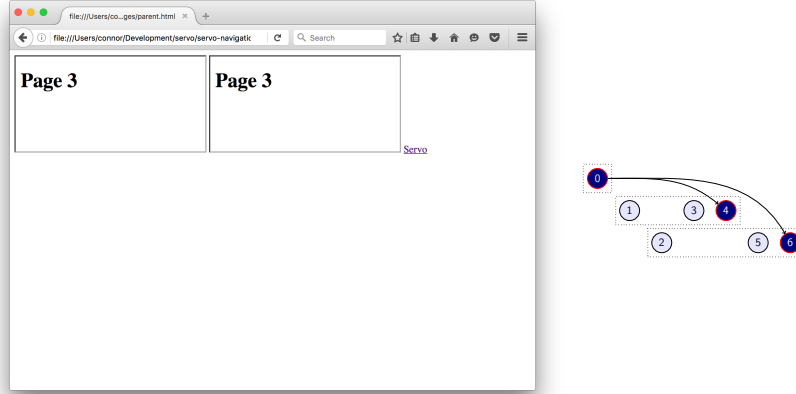 file:///Users/co...ges/parent.html
file:///Users/connor/Development/servo/servo-navigatic
Search
Page 3
Page 3
Servo
0
1
3
4
2
5
6